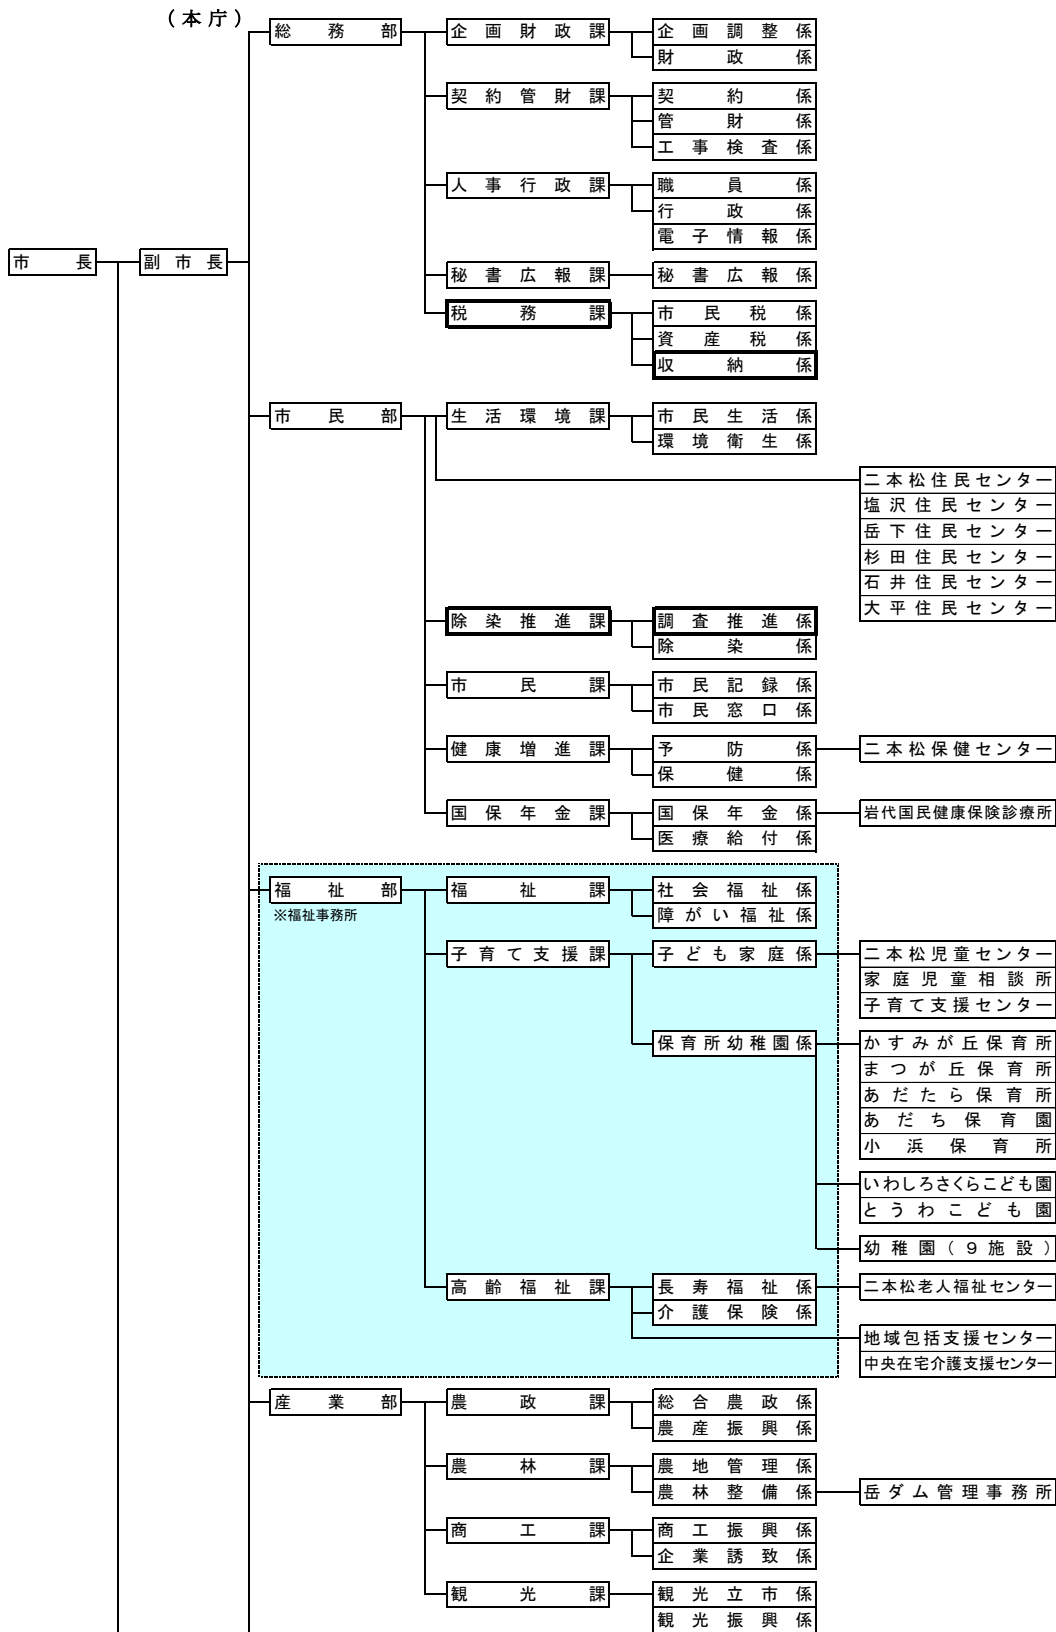 (本庁)
総務部 企画財政課 企画調整係
財政係
契約管財課 契約係
管財係
工事検査係
人事行政課 職員係
行政係
電子情報係
市長 副市長
秘書広報課 秘書広報係
税務課 市民税係
資産税係
収納係
市民部 生活環境課 市民生活係
環境衛生係
二本松住民センター
塩沢住民センター
岳下住民センター
杉田住民センター
石井住民センター
大平住民センター
除染推進課 調査推進係
除染係
市民課 市民記録係
市民窓口係
健康増進課 予防係 二本松保健センター
保健係
国保年金課 国保年金係 岩代国民健康保険診療所
医療給付係
福祉部 福祉課 社会福祉係
※福祉事務所 障がい福祉係
子育て支援課 子ども家庭係 二本松児童センター
家庭児童相談所
子育て支援センター
保育所幼稚園係 かすみが丘保育所
まつが丘保育所
あだたら保育所
あだち保育園
小浜保育所
いわしろさくらこども園
とうわこども園
幼稚園(9施設)
高齢福祉課 長寿福祉係 二本松老人福祉センター
介護保険係
地域包括支援センター
中央在宅介護支援センター
産業部 農政課 総合農政係
農産振興係
農林課 農地管理係
農林整備係 岳ダム管理事務所
商工課 商工振興係
企業誘致係
観光課 観光立市係
観光振興係